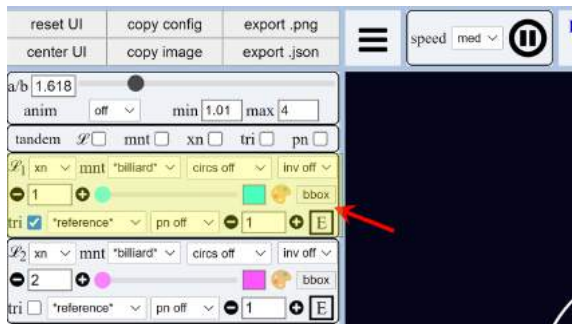 reset UI copy config export .png
center UI copy image export .json
speed med
a/b 1.618
anim off min 1.01 max 4
tandem ℒ mnt xn tri pn
ℒ1 xn mnt *billiard* circs off inv off
1 bbox
tri *reference* pn off 1 E
ℒ2 xn mnt *billiard* circs off inv off
2 bbox
tri *reference* pn off 1 E